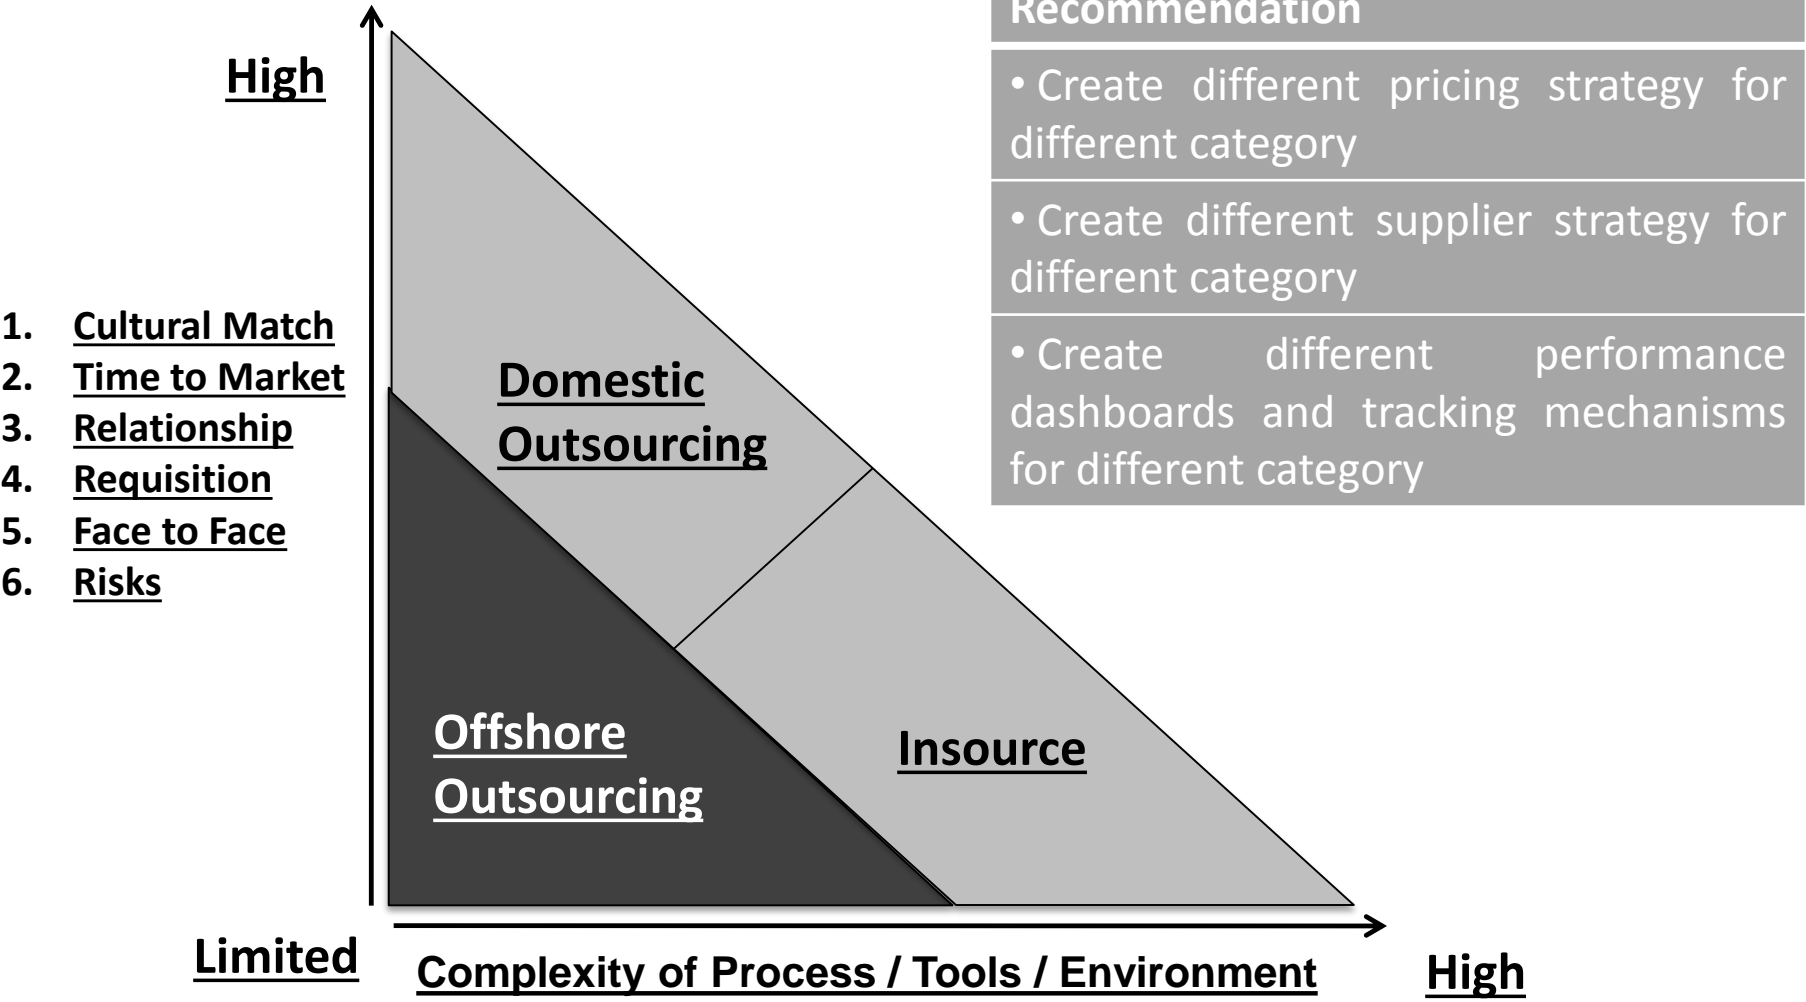 High
1. Cultural Match
2. Time to Market
3. Relationship
4. Requisition
5. Face to Face
6. Risks
Domestic
Outsourcing
Offshore
Outsourcing
Insource
Limited
Complexity of Process / Tools / Environment
High
Recommendation
• Create different pricing strategy for
different category
• Create different supplier strategy for
different category
• Create different performance
dashboards and tracking mechanisms
for different category